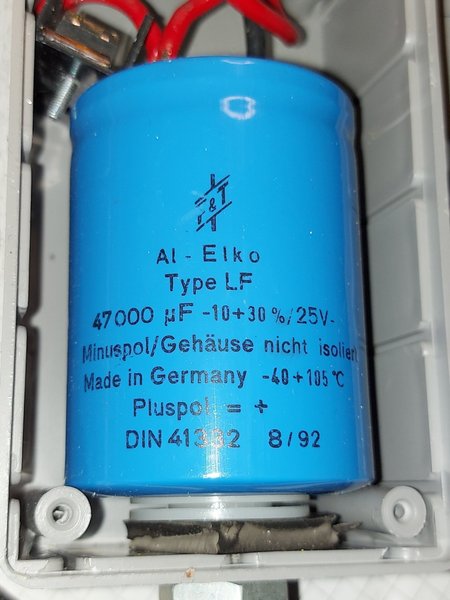 F&T
Al - Elko
Type LF
47000 µF -10+30%/25V-
Minuspol/Gehäuse nicht isoliert
Made in Germany -40+105°C
Pluspol = +
DIN 41332 8/92